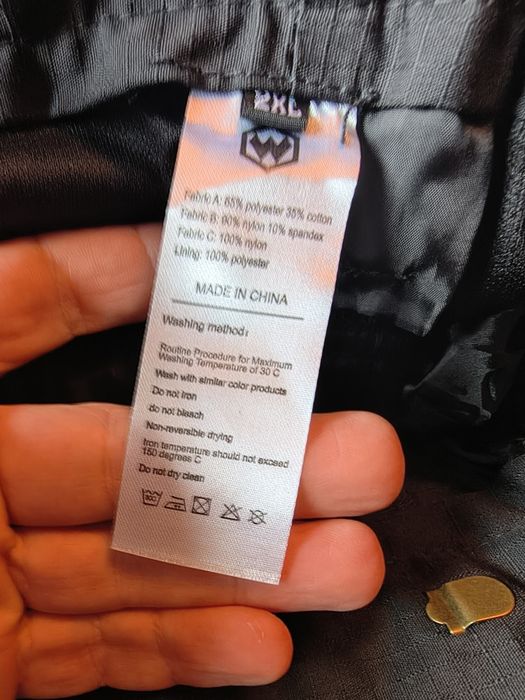 2XL
W
Fabric A: 65% polyester 35% cotton
Fabric B: 90% nylon 10% spandex
Fabric C: 100% nylon
Lining: 100% polyester
MADE IN CHINA
Washing method:
Routine Procedure for Maximum
Washing Temperature of 30 C
Wash with similar color products
Do not iron
do not bleach
Non-reversible drying
Iron temperature should not exceed
150 degrees C
Do not dry clean
30C